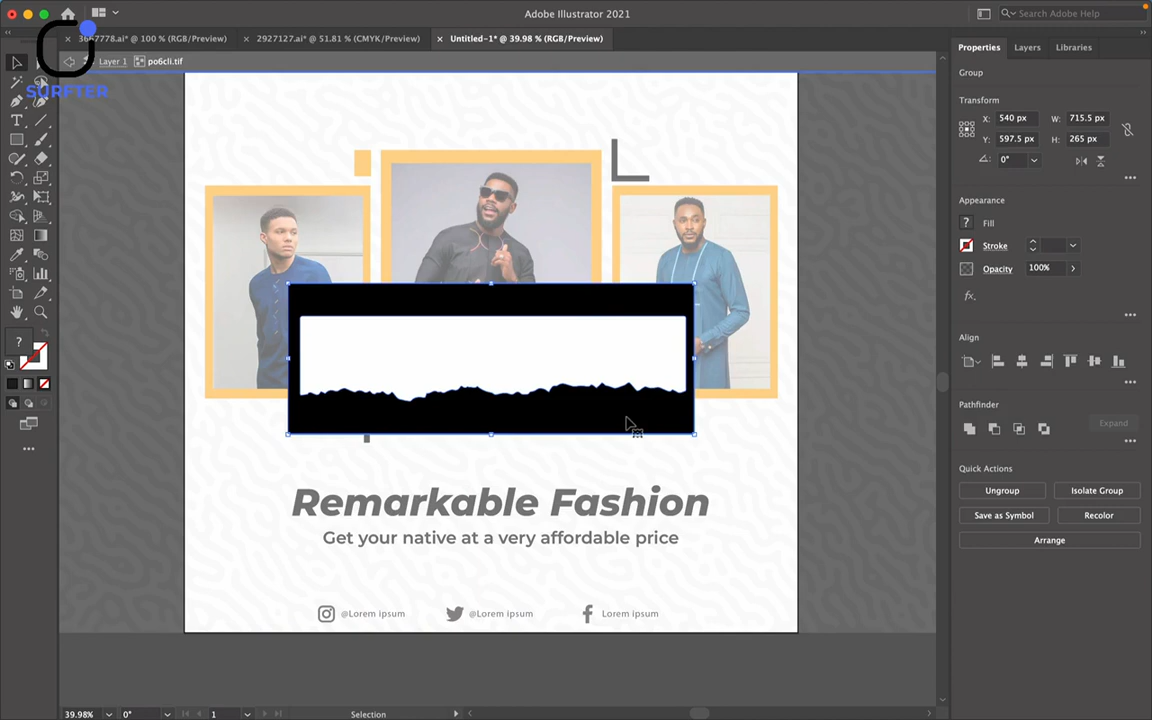 Adobe Illustrator 2021
Search Adobe Help
@ 100 % (RGB/Preview)
2927127.ai* @ 51.81 % (CMYK/Preview)
Untitled-1* @ 39.98 % (RGB/Preview)
Layer 1
po6cli.tif
SURFTER
Properties
Layers
Libraries
Group
Transform
X: 540 px
W: 715.5 px
Y: 597.5 px
H: 265 px
0°
Appearance
? Fill
Stroke
Opacity 100%
fx.
Align
Pathfinder
Expand
Quick Actions
Ungroup
Isolate Group
Save as Symbol
Recolor
Arrange
?
Remarkable Fashion
Get your native at a very affordable price
@Lorem ipsum
@Lorem ipsum
Lorem ipsum
39.98%
0°
1
Selection